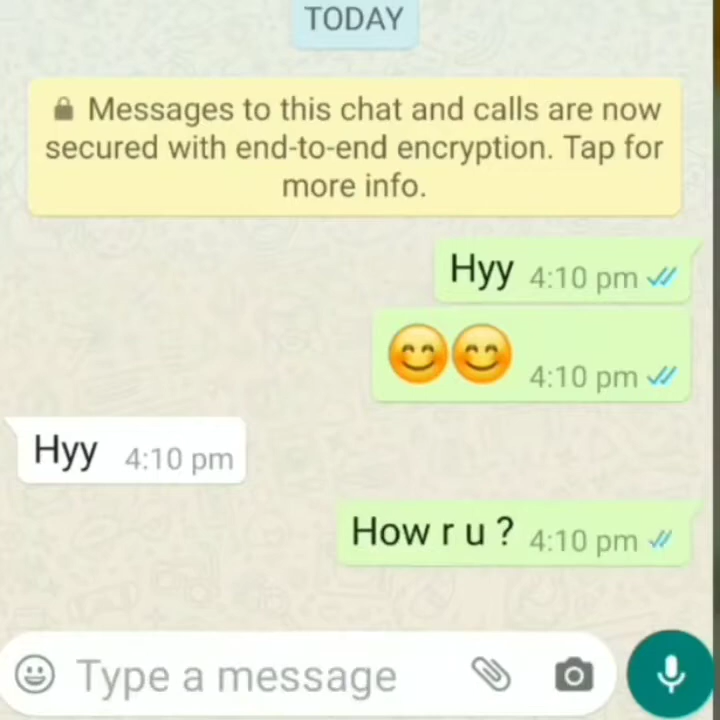 TODAY
Messages to this chat and calls are now
secured with end-to-end encryption. Tap for
more info.
Hyy 4:10 pm
😊😊 4:10 pm
Hyy 4:10 pm
How r u ? 4:10 pm
Type a message